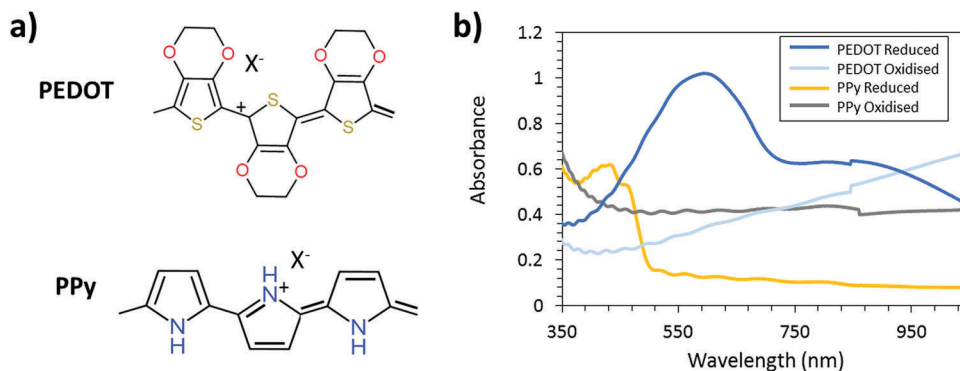 a)
PEDOT
O
O
S
X-
+
S
O
O
O
O
S
PPy
N
H
H
N
+
X-
N
H
b)
Absorbance
1.2
1
0.8
0.6
0.4
0.2
0
350
550
750
950
Wavelength (nm)
PEDOT Reduced
PEDOT Oxidised
PPy Reduced
PPy Oxidised